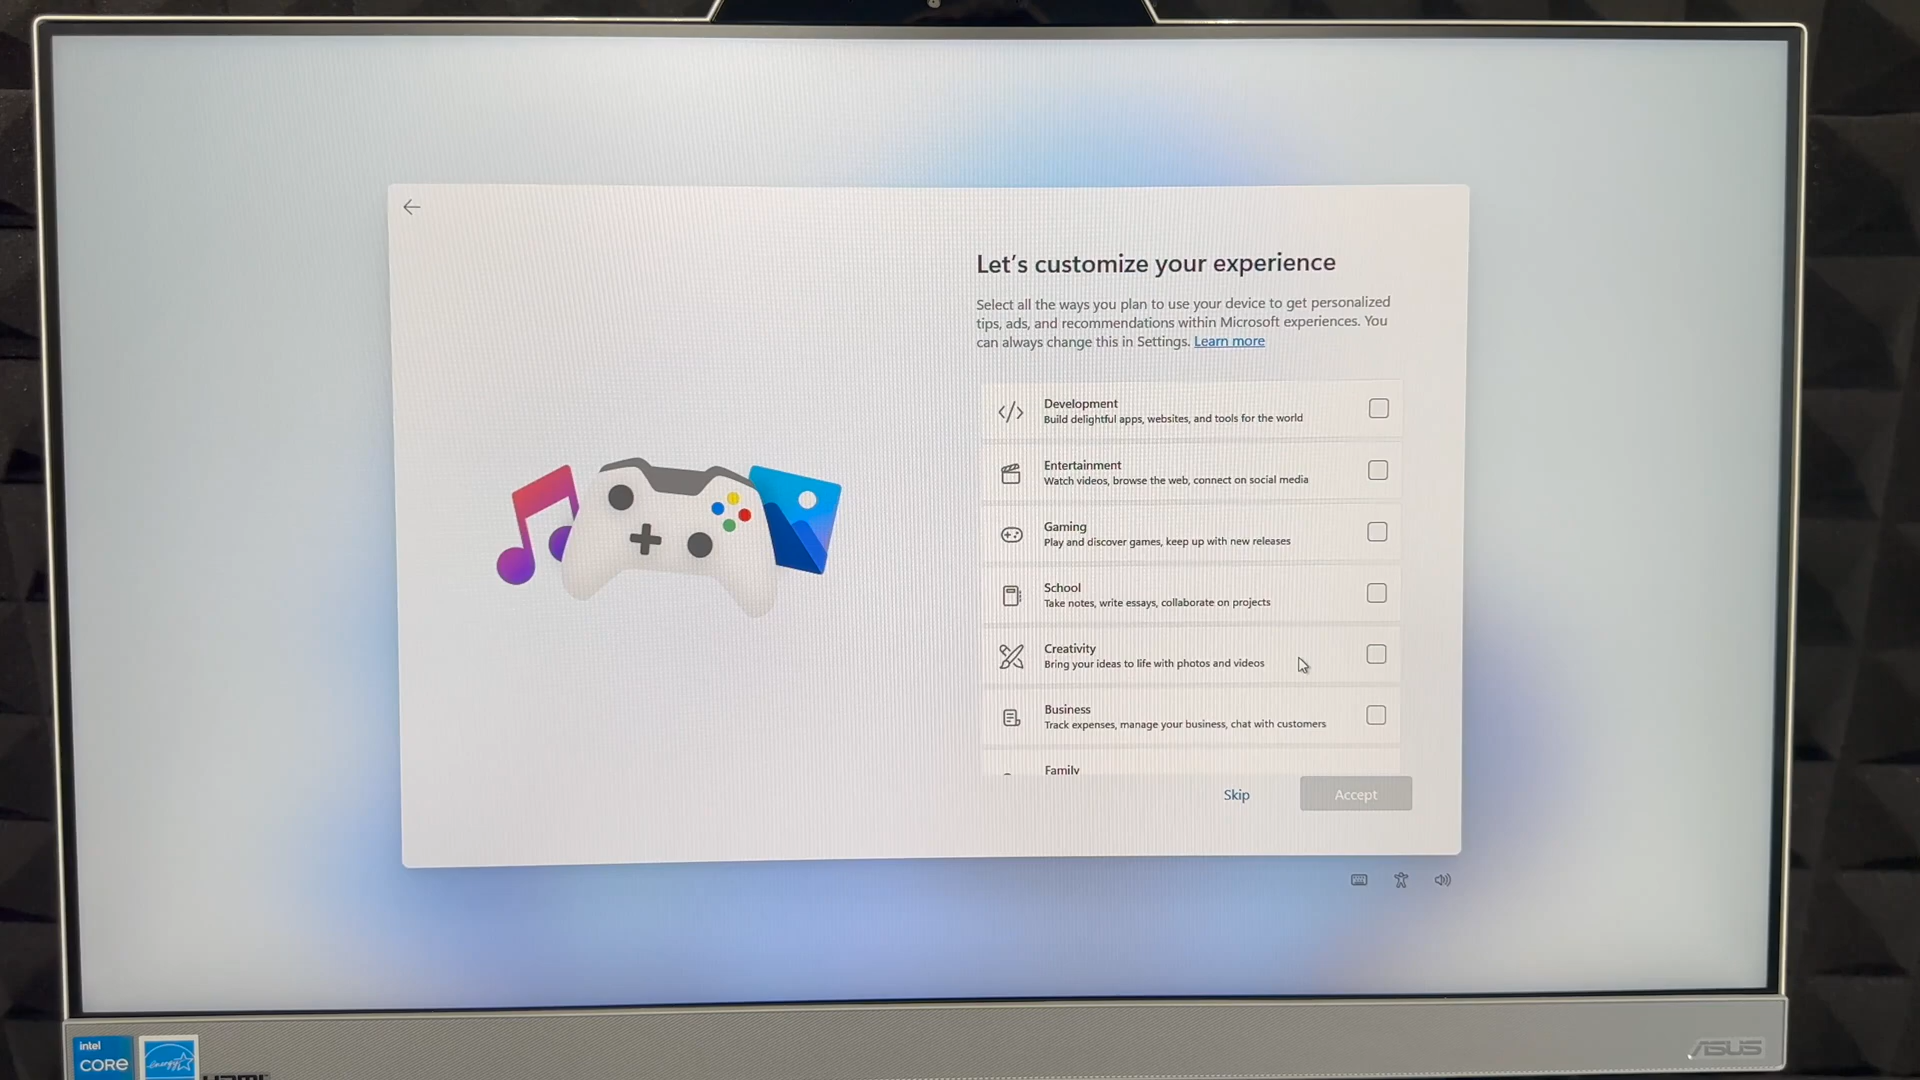 Let's customize your experience
Select all the ways you plan to use your device to get personalized
tips, ads, and recommendations within Microsoft experiences. You
can always change this in Settings. Learn more
Development
Build delightful apps, websites, and tools for the world
Entertainment
Watch videos, browse the web, connect on social media
Gaming
Play and discover games, keep up with new releases
School
Take notes, write essays, collaborate on projects
Creativity
Bring your ideas to life with photos and videos
Business
Track expenses, manage your business, chat with customers
Family
Skip
Accept
intel
CORE
energy
HDMI
ASUS